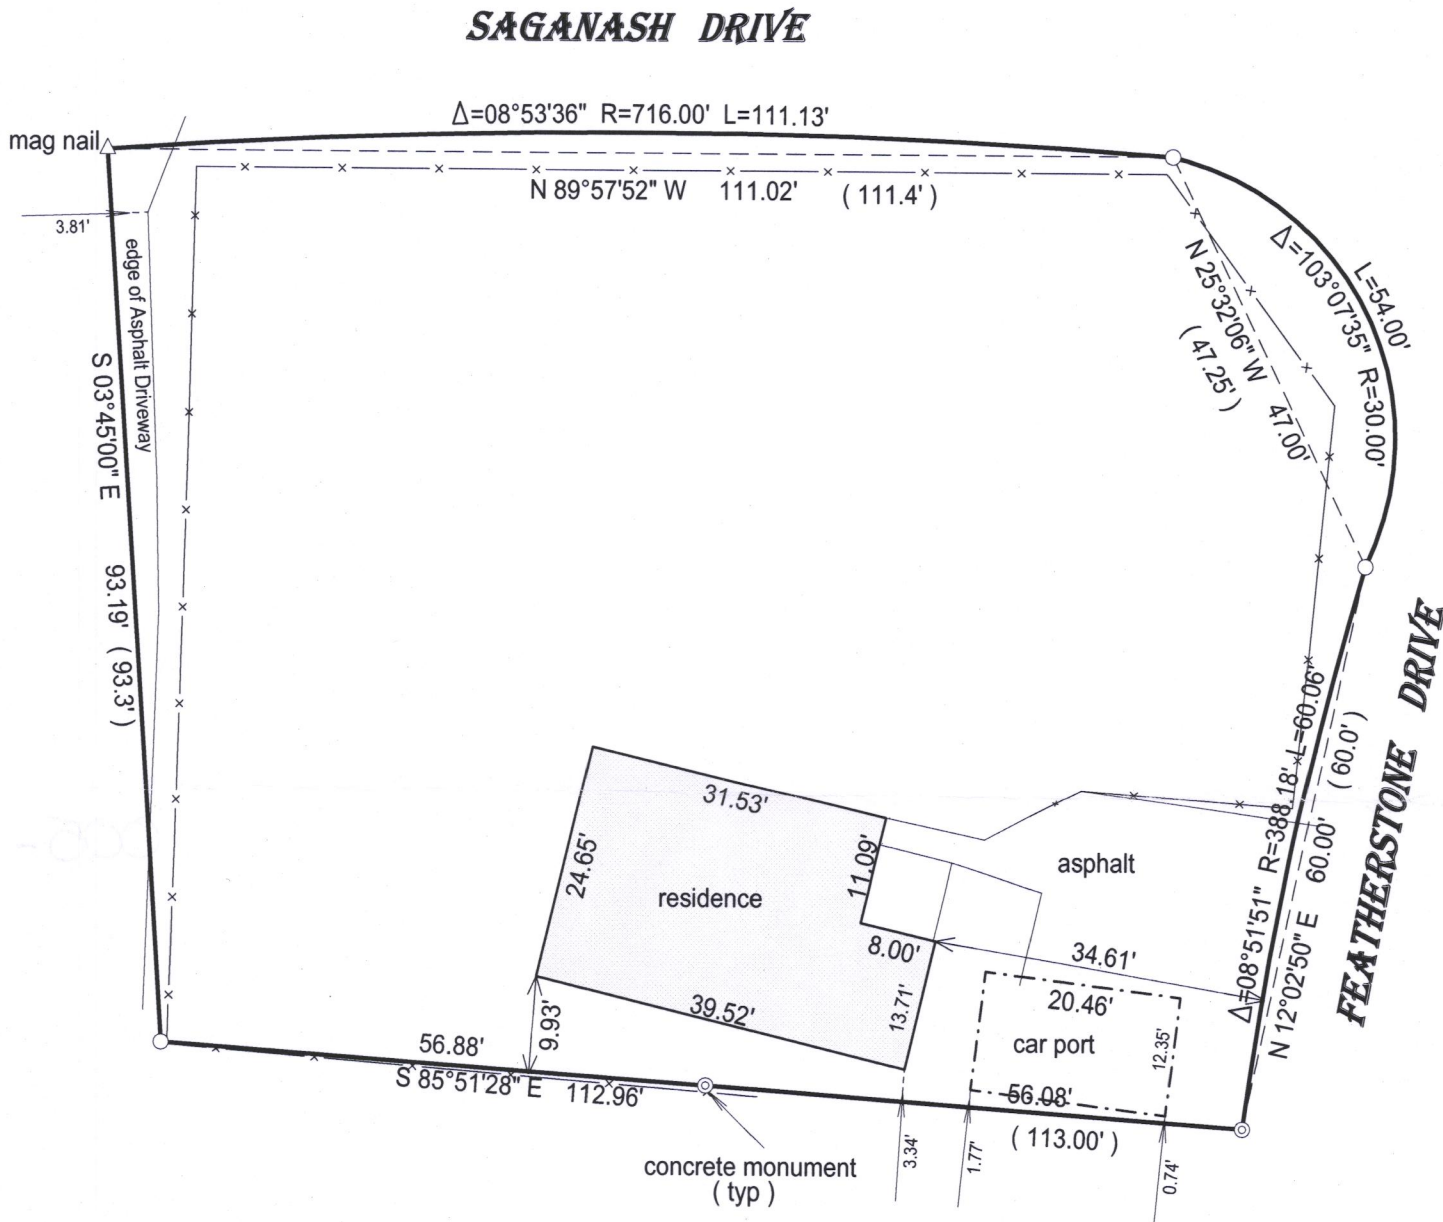 SAGANASH DRIVE
Δ=08°53'36" R=716.00' L=111.13'
mag nail
N 89°57'52" W 111.02' ( 111.4' )
3.81'
edge of Asphalt Driveway
S 03°45'00" E 93.19' ( 93.3' )
L=54.00'
Δ=103°07'35" R=30.00'
N 25°32'06" W 47.00'
( 47.25' )
31.53'
24.65'
residence
11.09'
8.00'
39.52'
13.71'
9.93'
asphalt
34.61'
20.46'
car port
12.35'
56.08'
Δ=08°51'51" R=388.18' L=60.06'
N 12°02'50" E 60.00' ( 60.0' )
FEATHERSTONE DRIVE
56.88'
S 85°51'28" E 112.96'
( 113.00' )
3.34'
1.77'
0.74'
concrete monument
( typ )